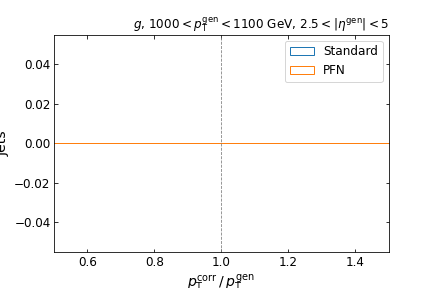 g, 1000 < p_T^gen < 1100 GeV, 2.5 < |η^gen| < 5
Standard
PFN
0.04
0.02
0.00
−0.02
−0.04
Jets
0.6
0.8
1.0
1.2
1.4
p_T^corr / p_T^gen